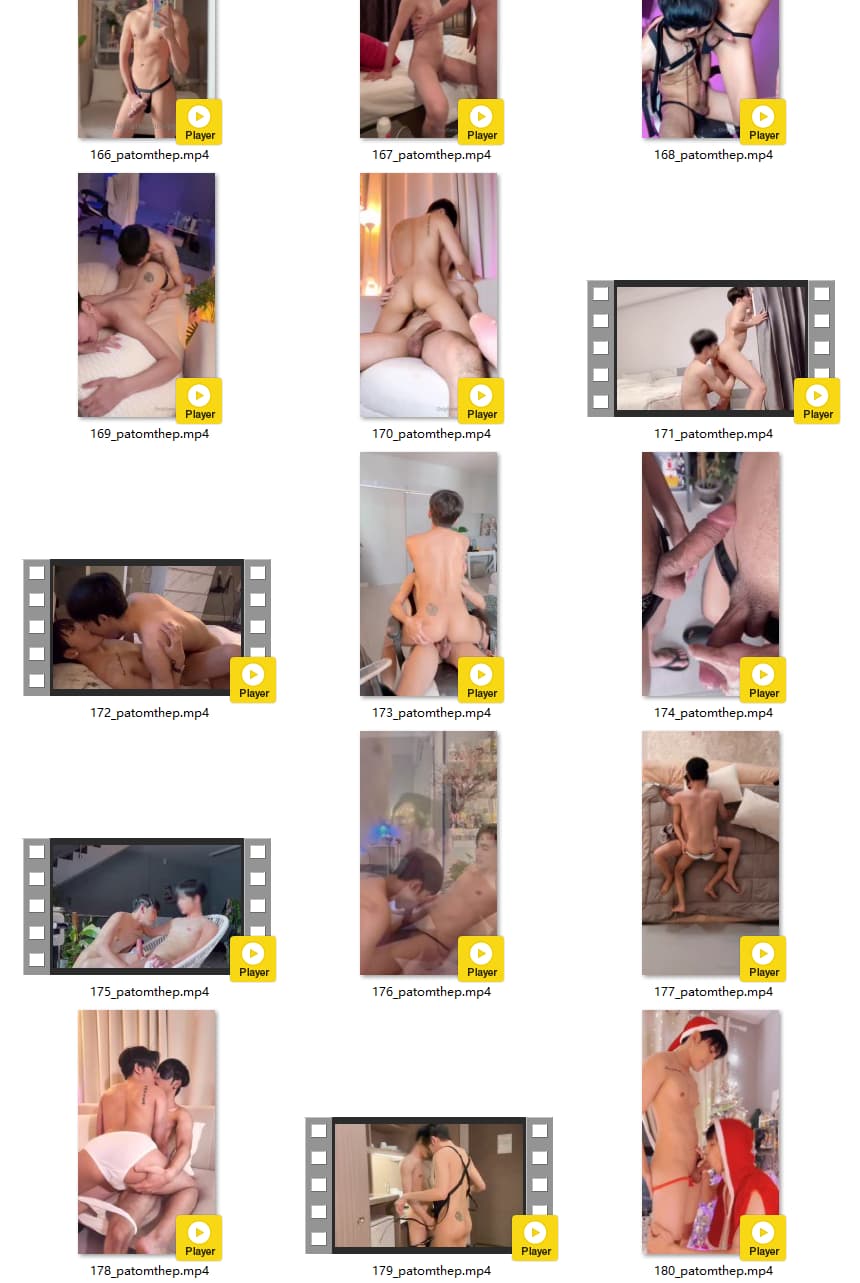 Player
Player
Player
166_patomthep.mp4
167_patomthep.mp4
168_patomthep.mp4
Player
Player
Player
169_patomthep.mp4
170_patomthep.mp4
171_patomthep.mp4
Player
Player
Player
172_patomthep.mp4
173_patomthep.mp4
174_patomthep.mp4
Player
Player
Player
175_patomthep.mp4
176_patomthep.mp4
177_patomthep.mp4
Player
Player
Player
178_patomthep.mp4
179_patomthep.mp4
180_patomthep.mp4